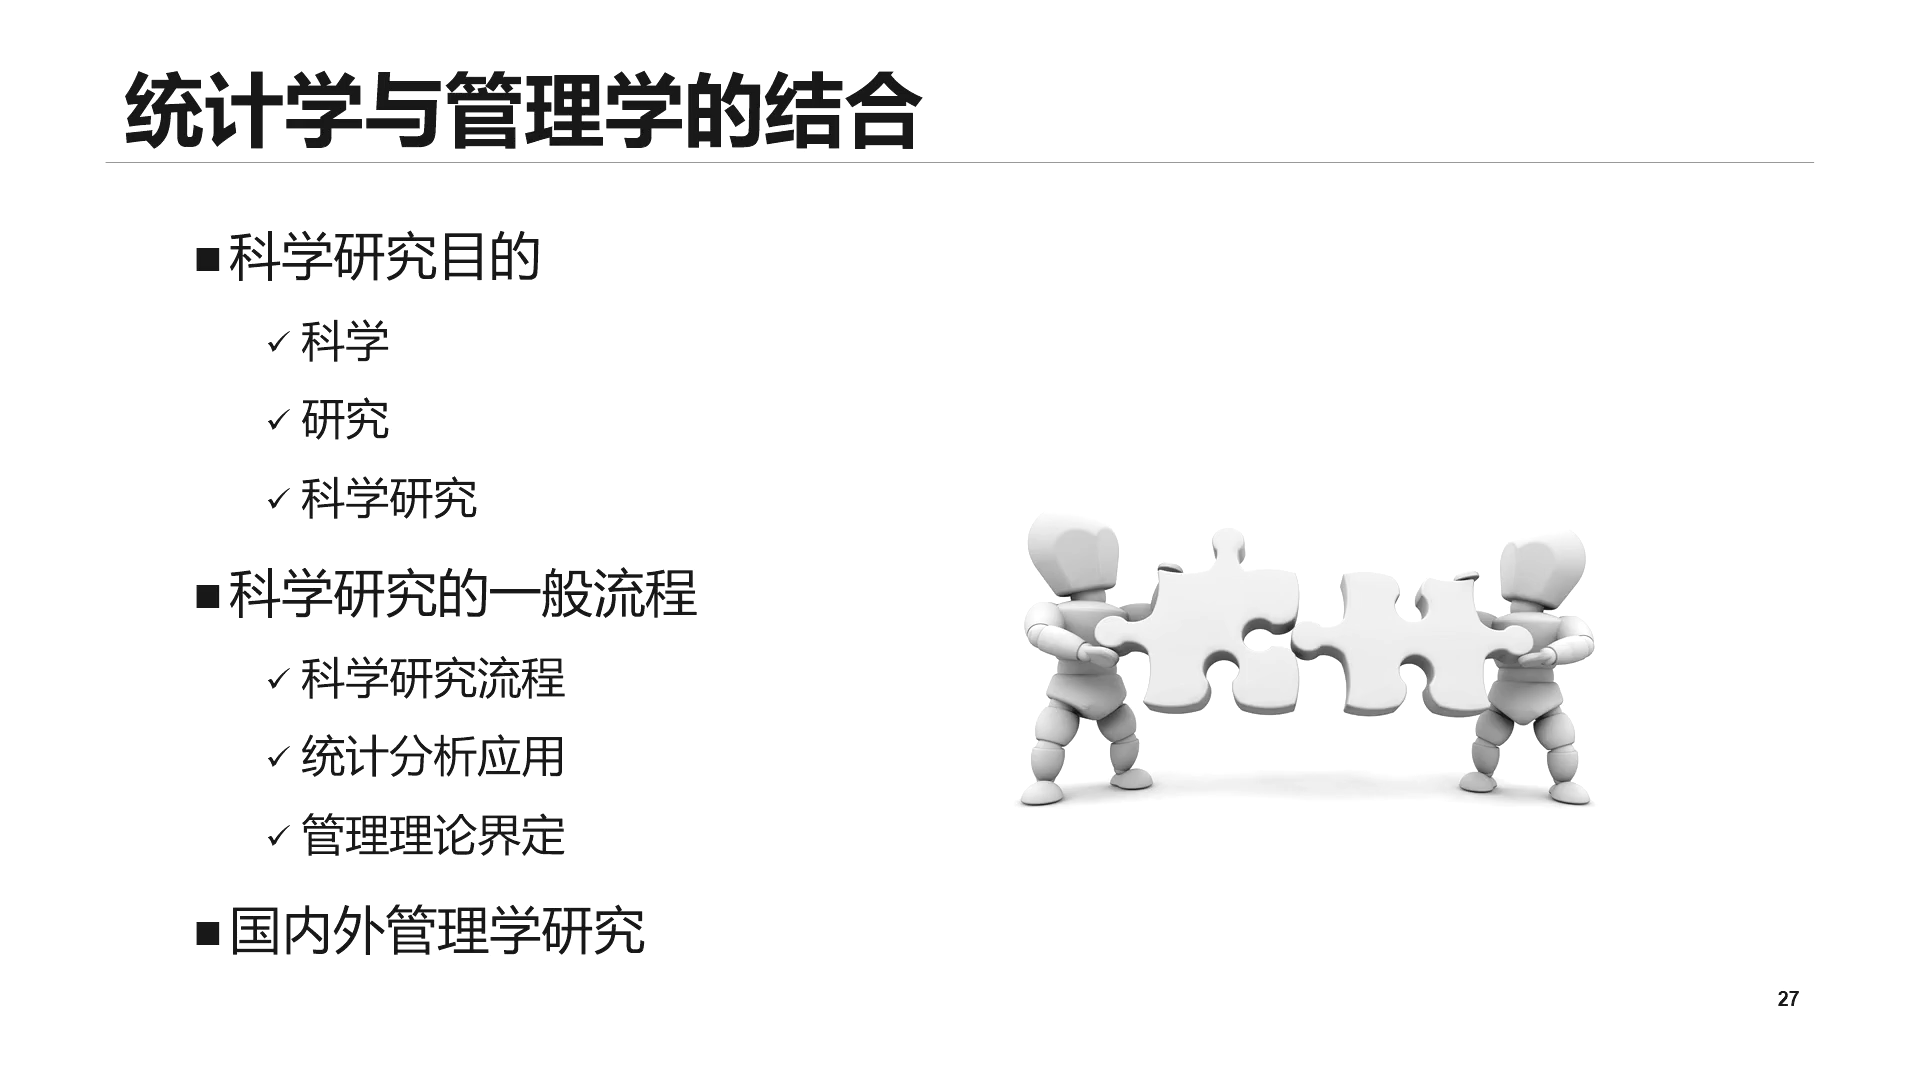 统计学与管理学的结合
■科学研究目的
✓ 科学
✓ 研究
✓ 科学研究
■科学研究的一般流程
✓ 科学研究流程
✓ 统计分析应用
✓ 管理理论界定
■国内外管理学研究
27